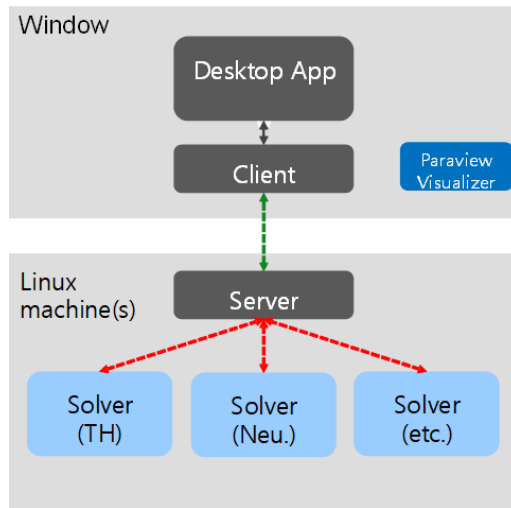 Window
Desktop App
Client
Paraview
Visualizer
Linux
machine(s)
Server
Solver
(TH)
Solver
(Neu.)
Solver
(etc.)